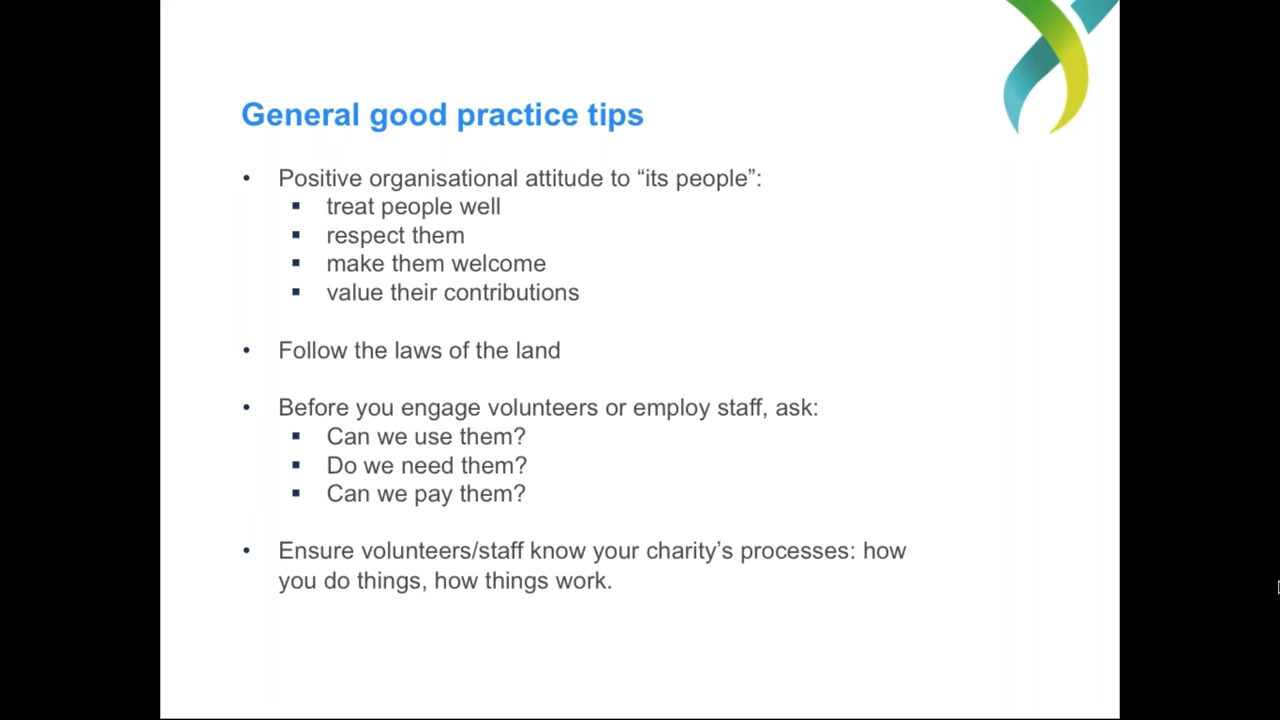 General good practice tips
• Positive organisational attitude to “its people”:
▪ treat people well
▪ respect them
▪ make them welcome
▪ value their contributions
• Follow the laws of the land
• Before you engage volunteers or employ staff, ask:
▪ Can we use them?
▪ Do we need them?
▪ Can we pay them?
• Ensure volunteers/staff know your charity’s processes: how
you do things, how things work.